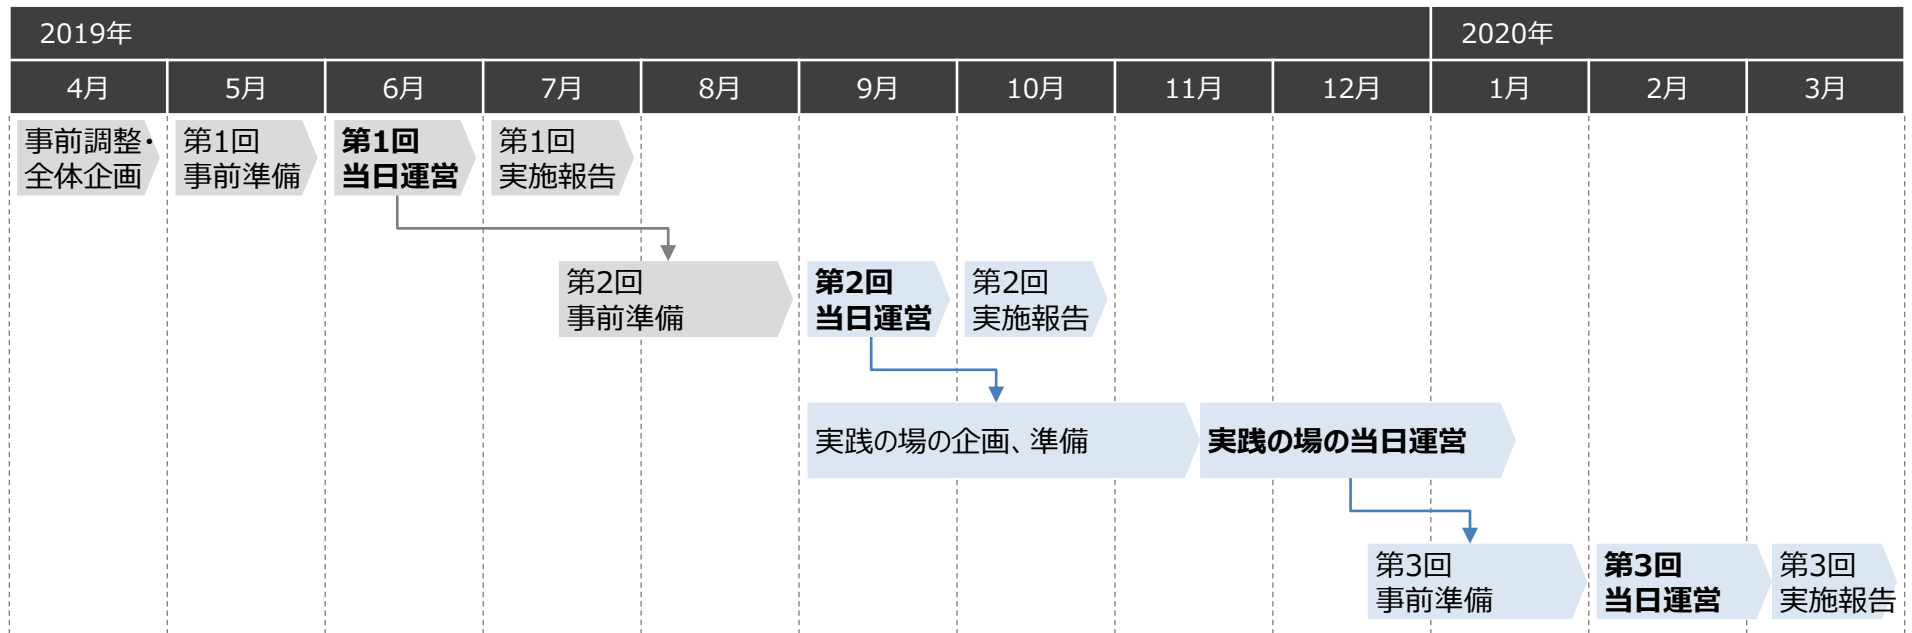 2019年
2020年
4月
5月
6月
7月
8月
9月
10月
11月
12月
1月
2月
3月
事前調整・
全体企画
第1回
事前準備
第1回
当日運営
第1回
実施報告
第2回
事前準備
第2回
当日運営
第2回
実施報告
実践の場の企画、準備
実践の場の当日運営
第3回
事前準備
第3回
当日運営
第3回
実施報告